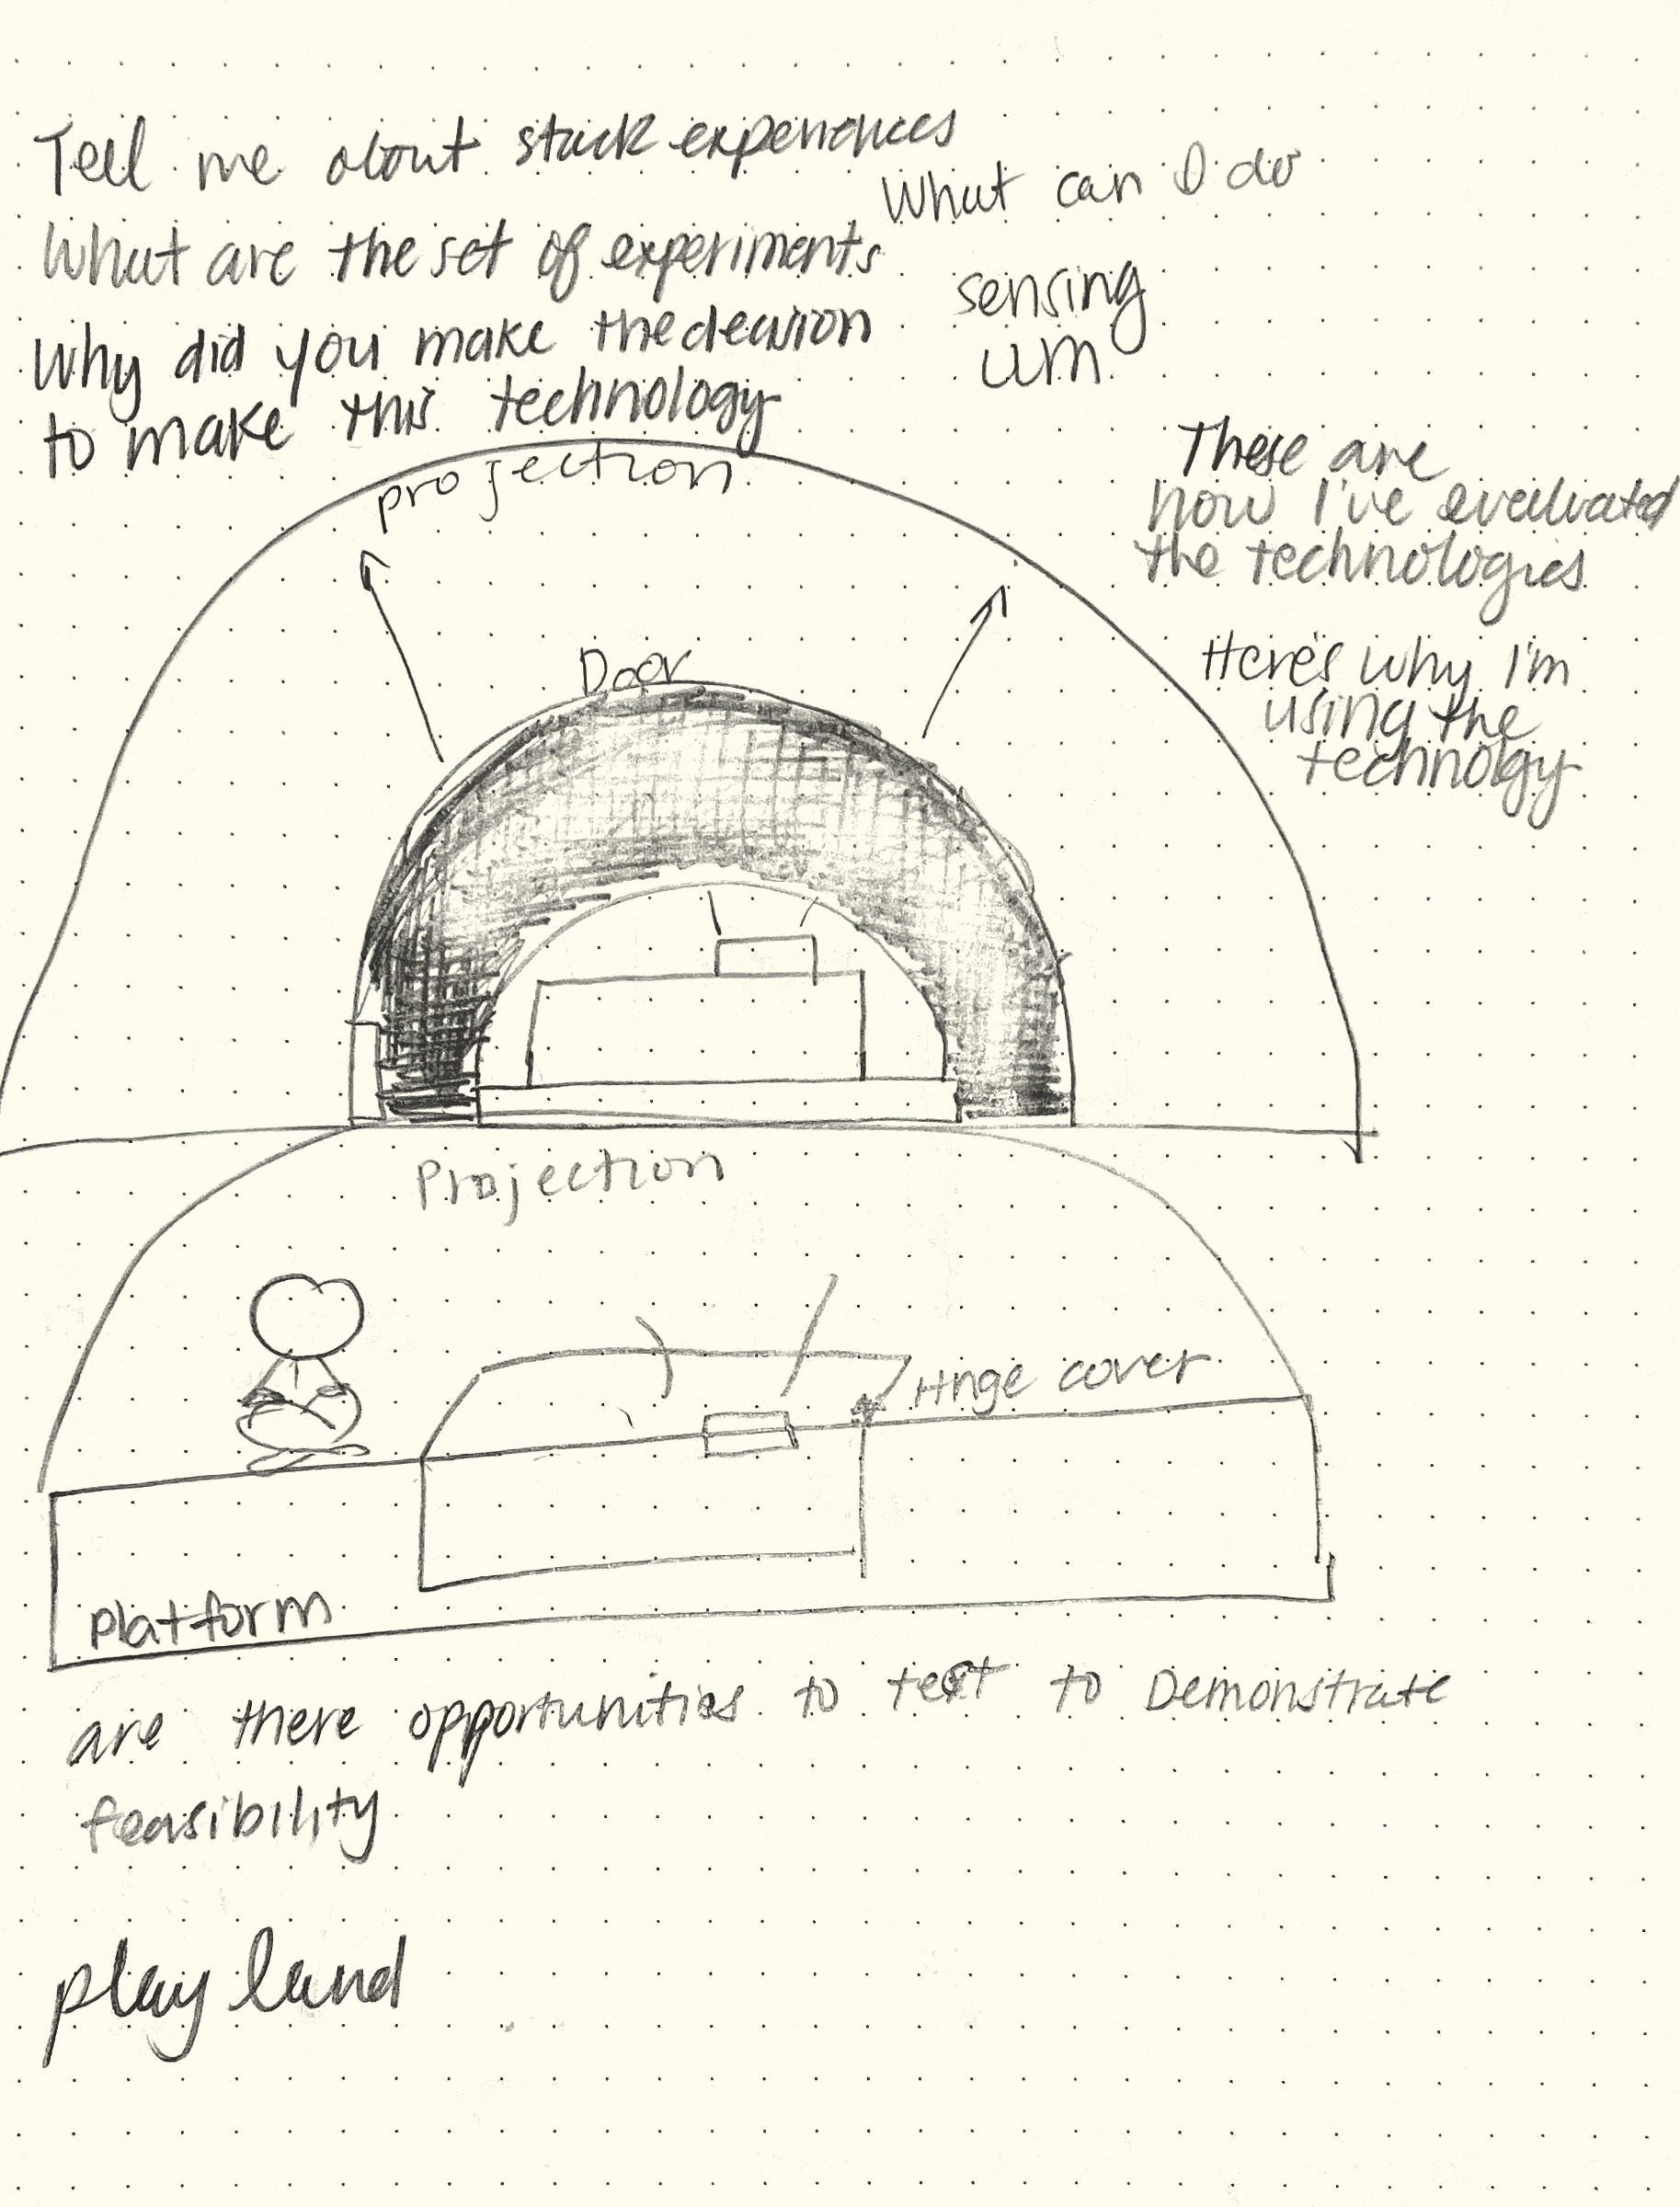 Tell me about stuck experiences
What can I do
What are the set of experiments
sensing
LLM
Why did you make the decision
to make this technology
projection
These are
how I've evaluated
the technologies
Door
Here's why I'm
using the
technology
Projection
Hinge cover
Platform
are there opportunities to test to Demonstrate
feasibility
play land